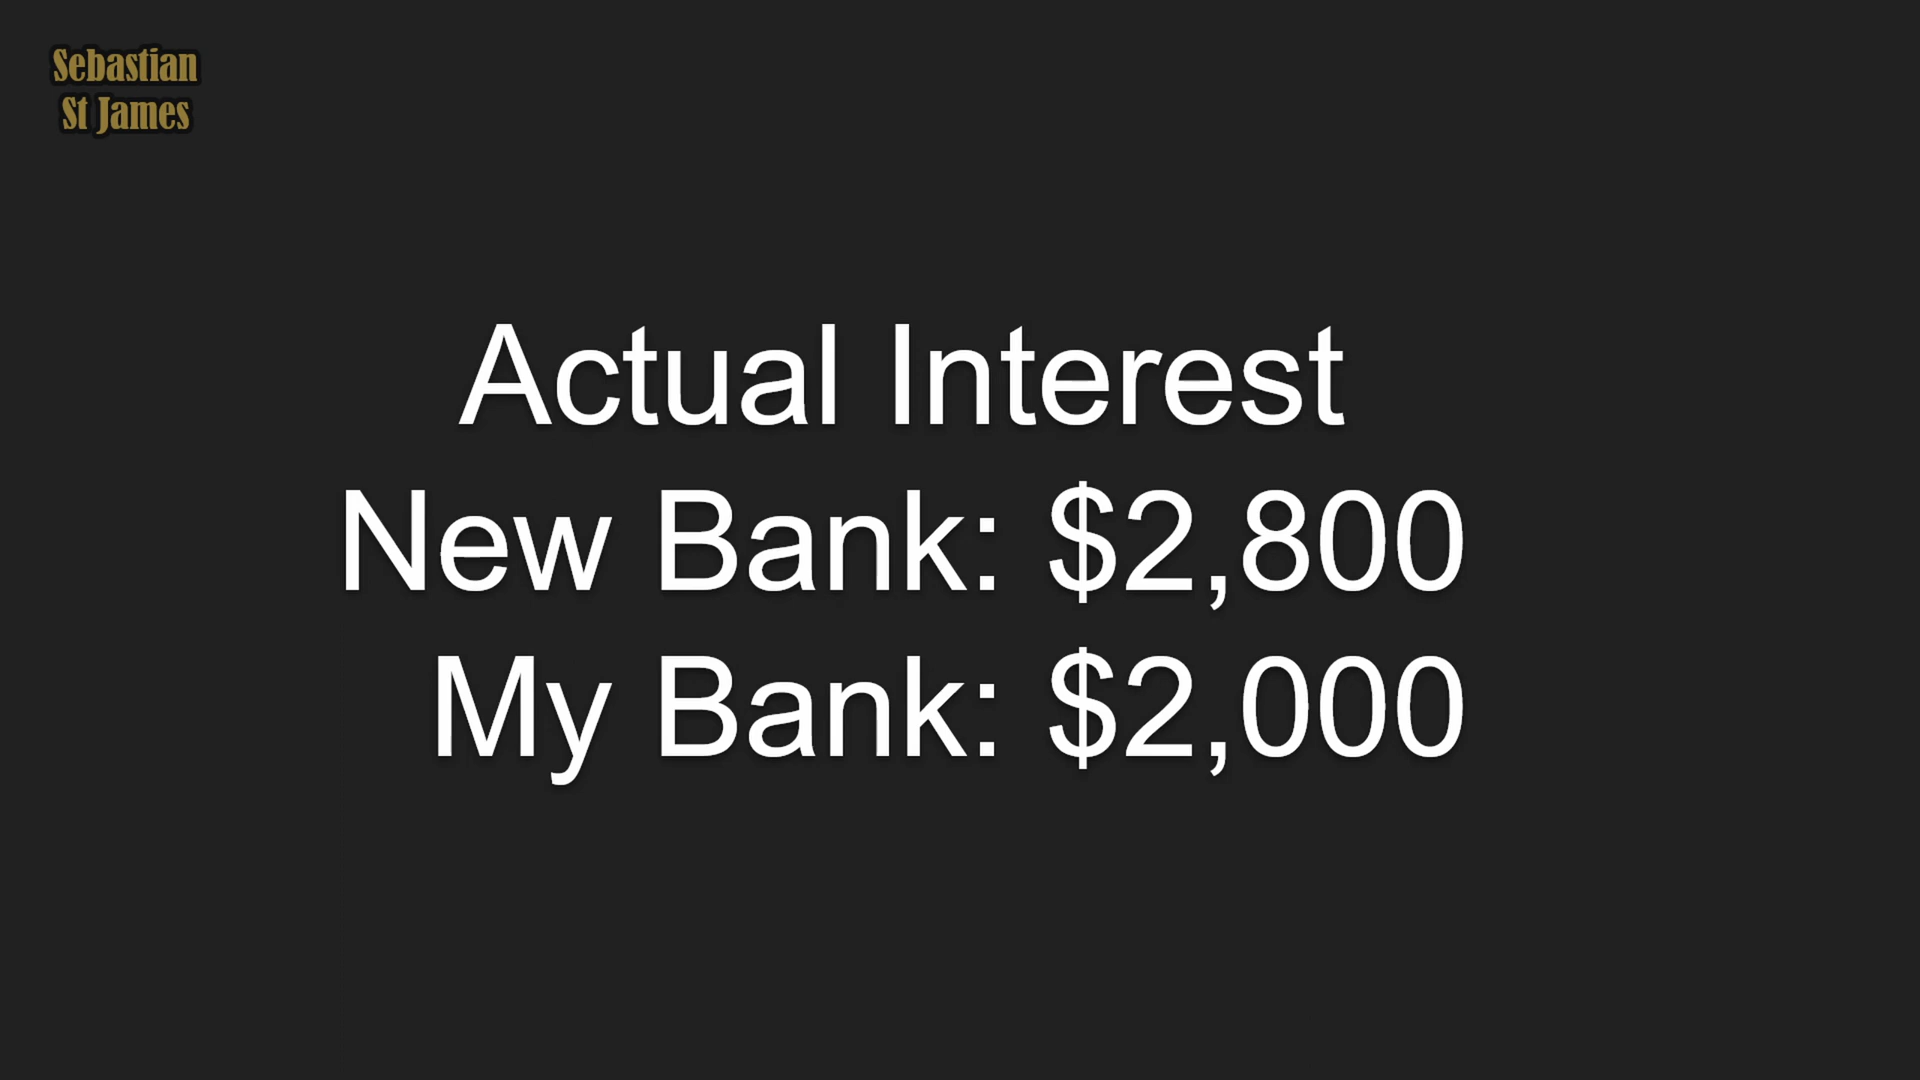 Sebastian
St James
Actual Interest
New Bank: $2,800
My Bank: $2,000